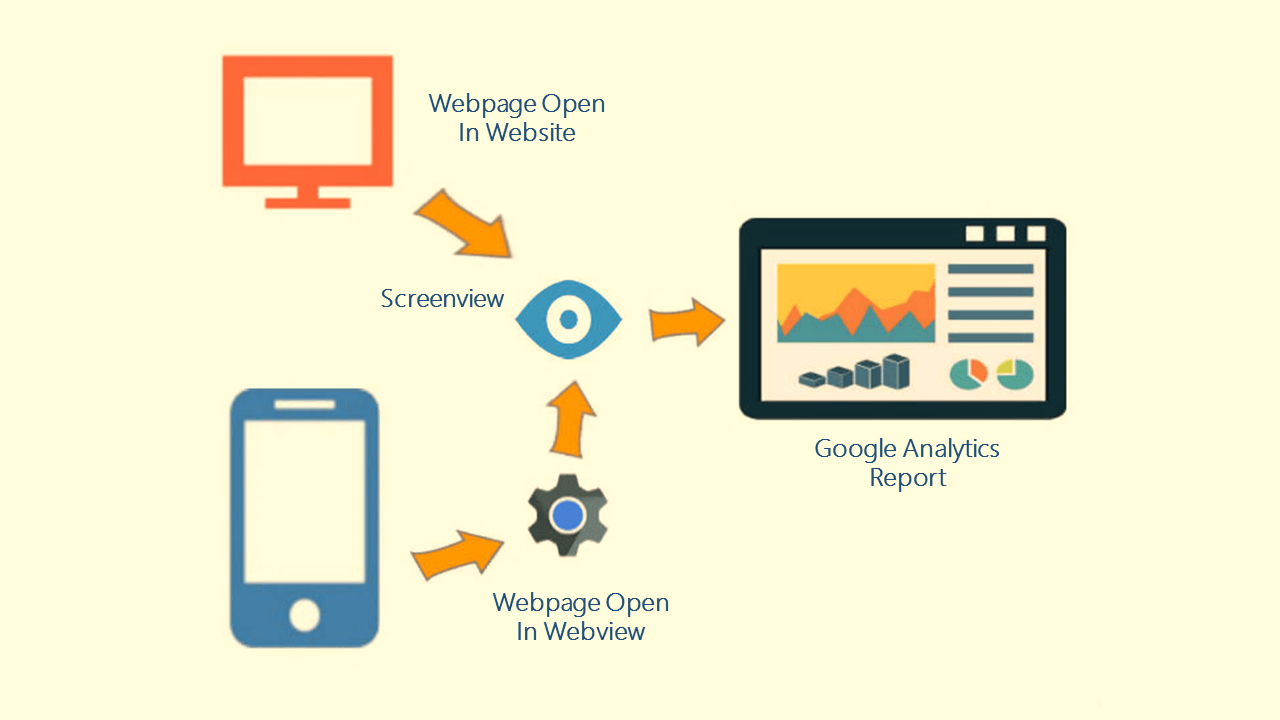 Webpage Open
In Website
Screenview
Google Analytics
Report
Webpage Open
In Webview